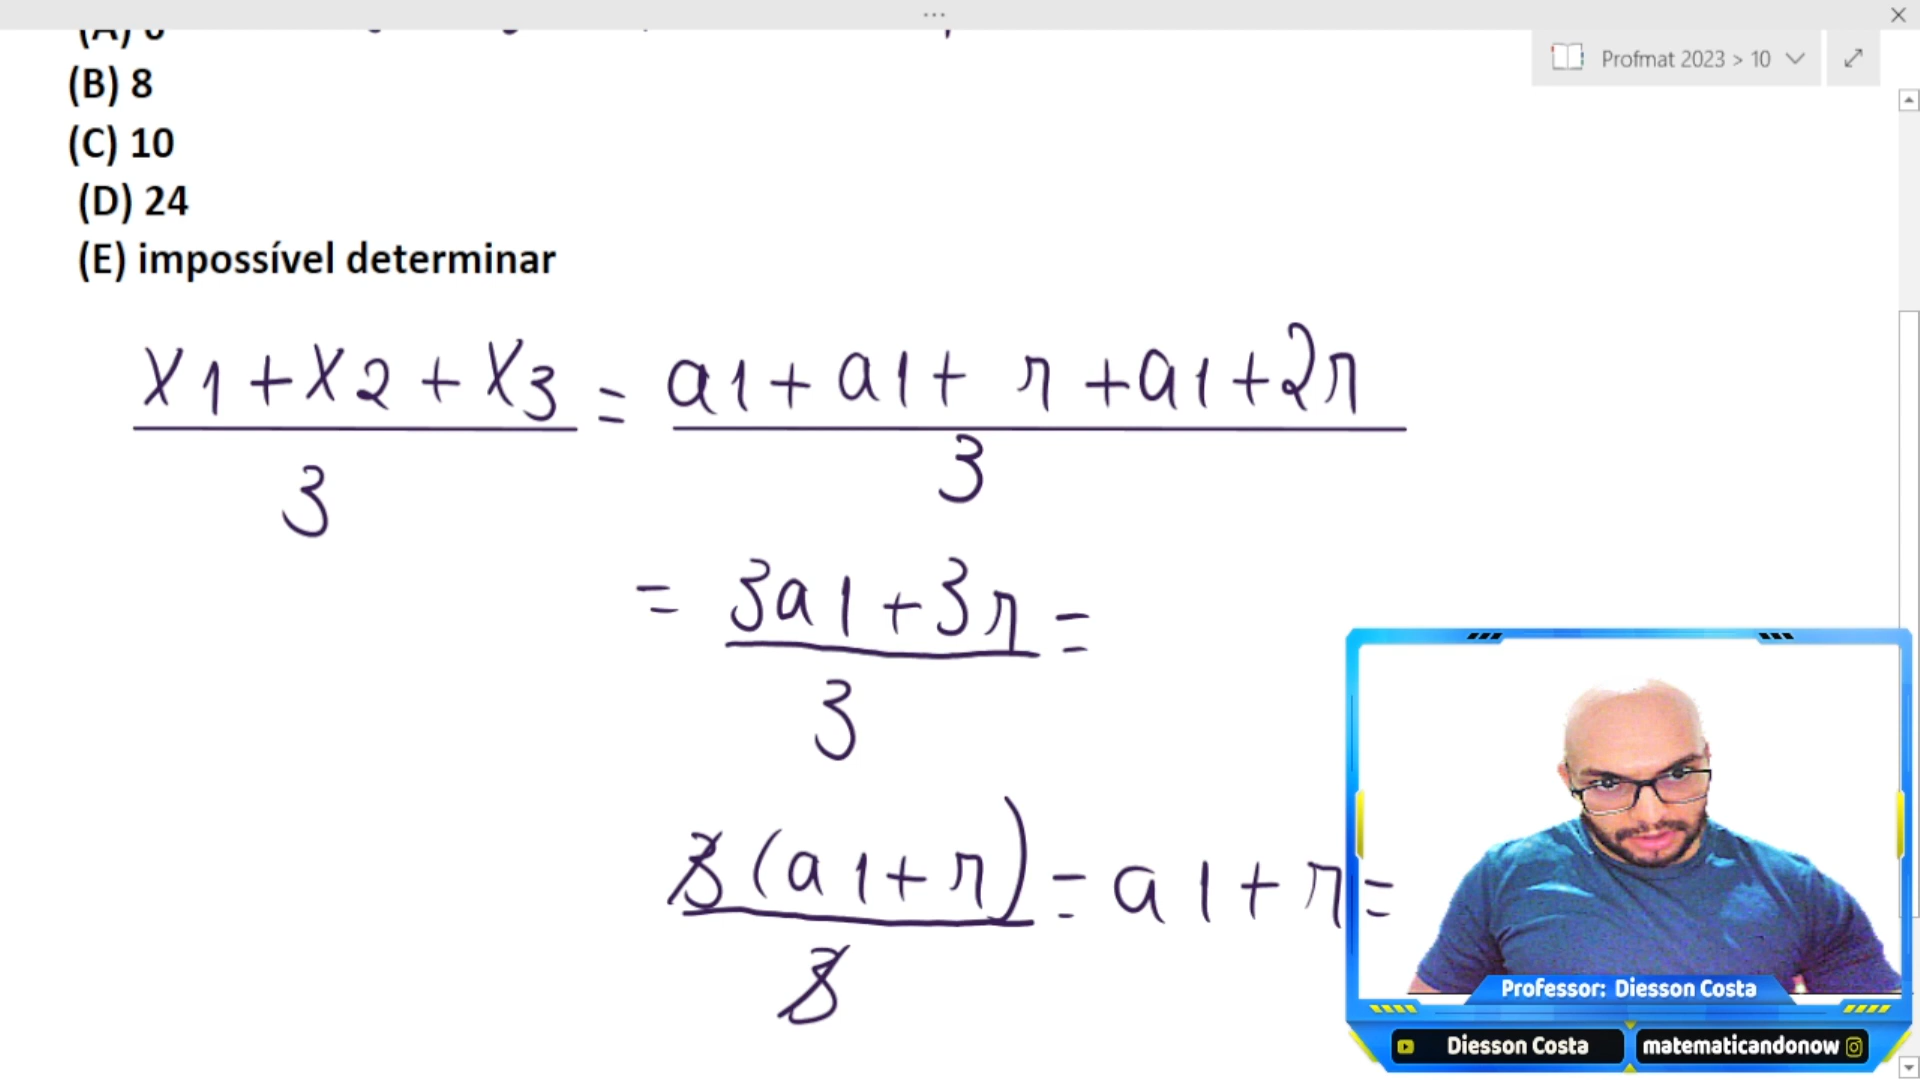 Profmat 2023 > 10
(B) 8
(C) 10
(D) 24
(E) impossível determinar
x1+x2+x3 = a1+a1+r+a1+2r
3 3
= 3a1+3r =
3
3(a1+r) = a1+r=
3
Professor: Diesson Costa
Diesson Costa matematicandonow